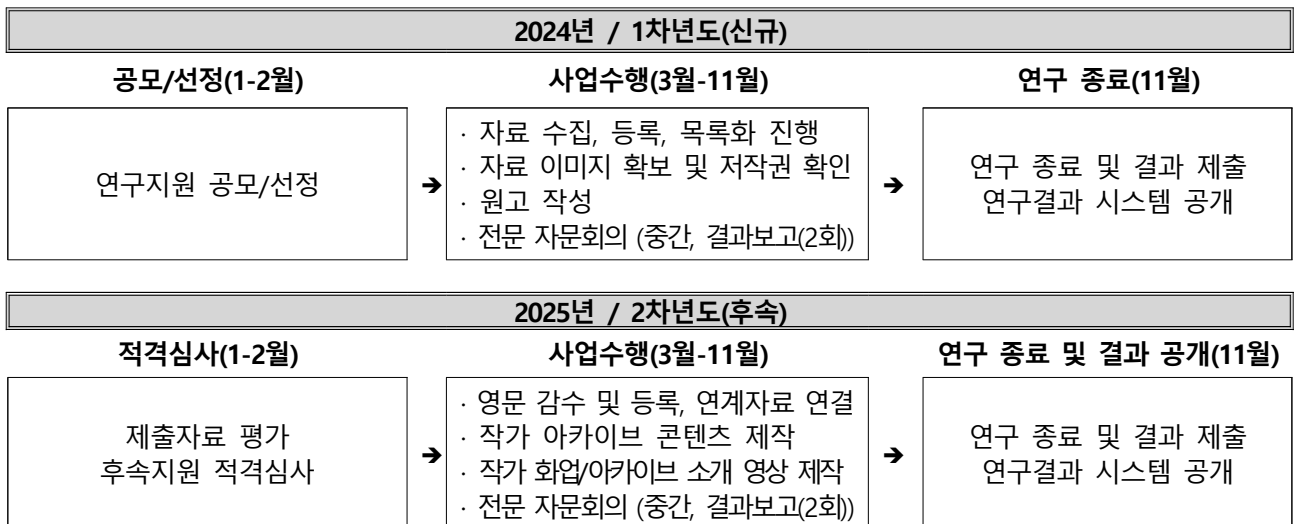 2024년 / 1차년도(신규)
공모/선정(1-2월)
사업수행(3월-11월)
연구 종료(11월)
연구지원 공모/선정
➔
· 자료 수집, 등록, 목록화 진행
· 자료 이미지 확보 및 저작권 확인
· 원고 작성
· 전문 자문회의 (중간, 결과보고(2회))
➔
연구 종료 및 결과 제출
연구결과 시스템 공개
2025년 / 2차년도(후속)
적격심사(1-2월)
사업수행(3월-11월)
연구 종료 및 결과 공개(11월)
제출자료 평가
후속지원 적격심사
➔
· 영문 감수 및 등록, 연계자료 연결
· 작가 아카이브 콘텐츠 제작
· 작가 화업/아카이브 소개 영상 제작
· 전문 자문회의 (중간, 결과보고(2회))
➔
연구 종료 및 결과 제출
연구결과 시스템 공개